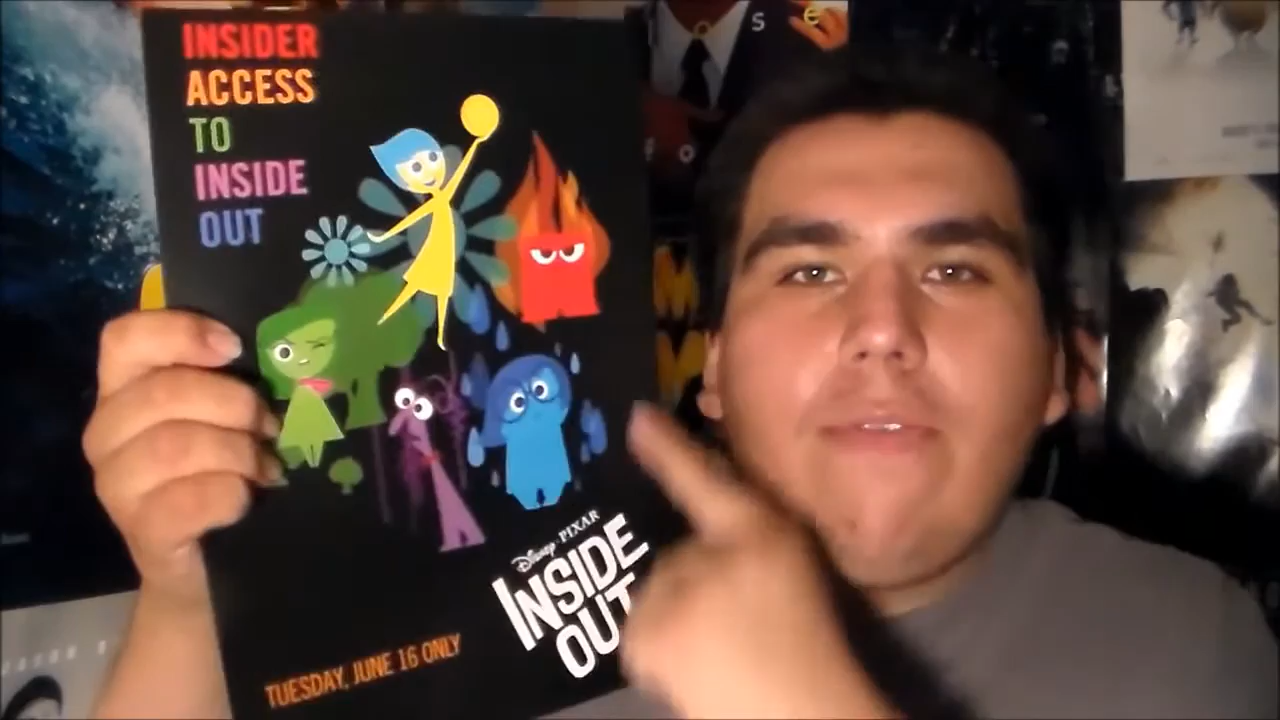 INSIDER
ACCESS
TO
INSIDE
OUT
Disney · PIXAR
INSIDE
OUT
TUESDAY, JUNE 16 ONLY